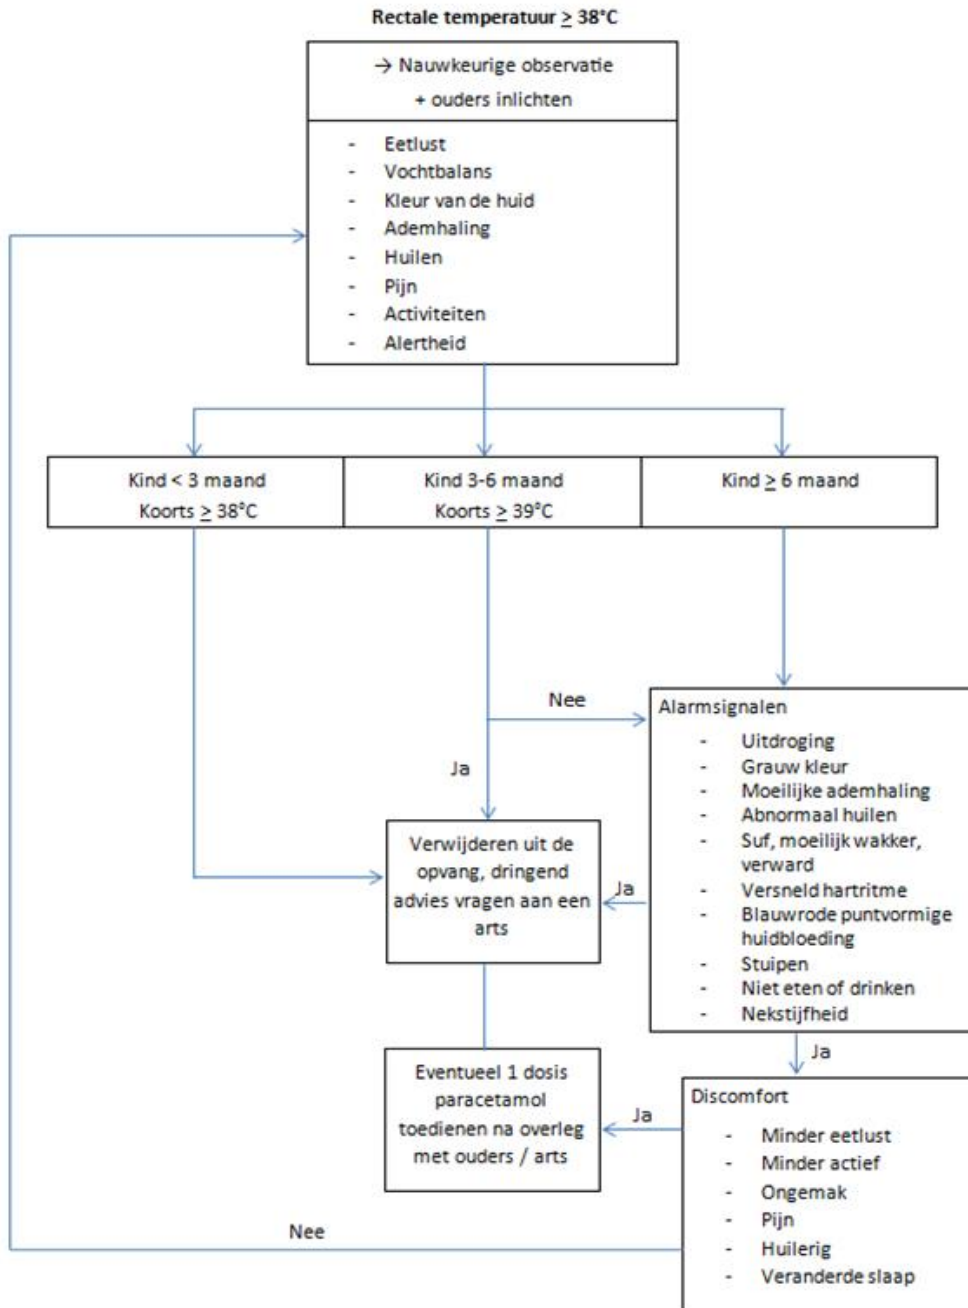 Rectale temperatuur ≥ 38°C
→ Nauwkeurige observatie
+ ouders inlichten
- Eetlust
- Vochtbalans
- Kleur van de huid
- Ademhaling
- Huilen
- Pijn
- Activiteiten
- Alertheid
Kind < 3 maand
Koorts ≥ 38°C
Kind 3-6 maand
Koorts ≥ 39°C
Kind ≥ 6 maand
Nee
Ja
Alarmsignalen
- Uitdroging
- Grauw kleur
- Moeilijke ademhaling
- Abnormaal huilen
- Suf, moeilijk wakker,
verward
- Versneld hartritme
- Blauwrode puntvormige
huidbloeding
- Stuipen
- Niet eten of drinken
- Nekstijfheid
Verwijderen uit de
opvang, dringend
advies vragen aan een
arts
Ja
Ja
Eventueel 1 dosis
paracetamol
toedienen na overleg
met ouders / arts
Ja
Discomfort
- Minder eetlust
- Minder actief
- Ongemak
- Pijn
- Huilerig
- Veranderde slaap
Nee